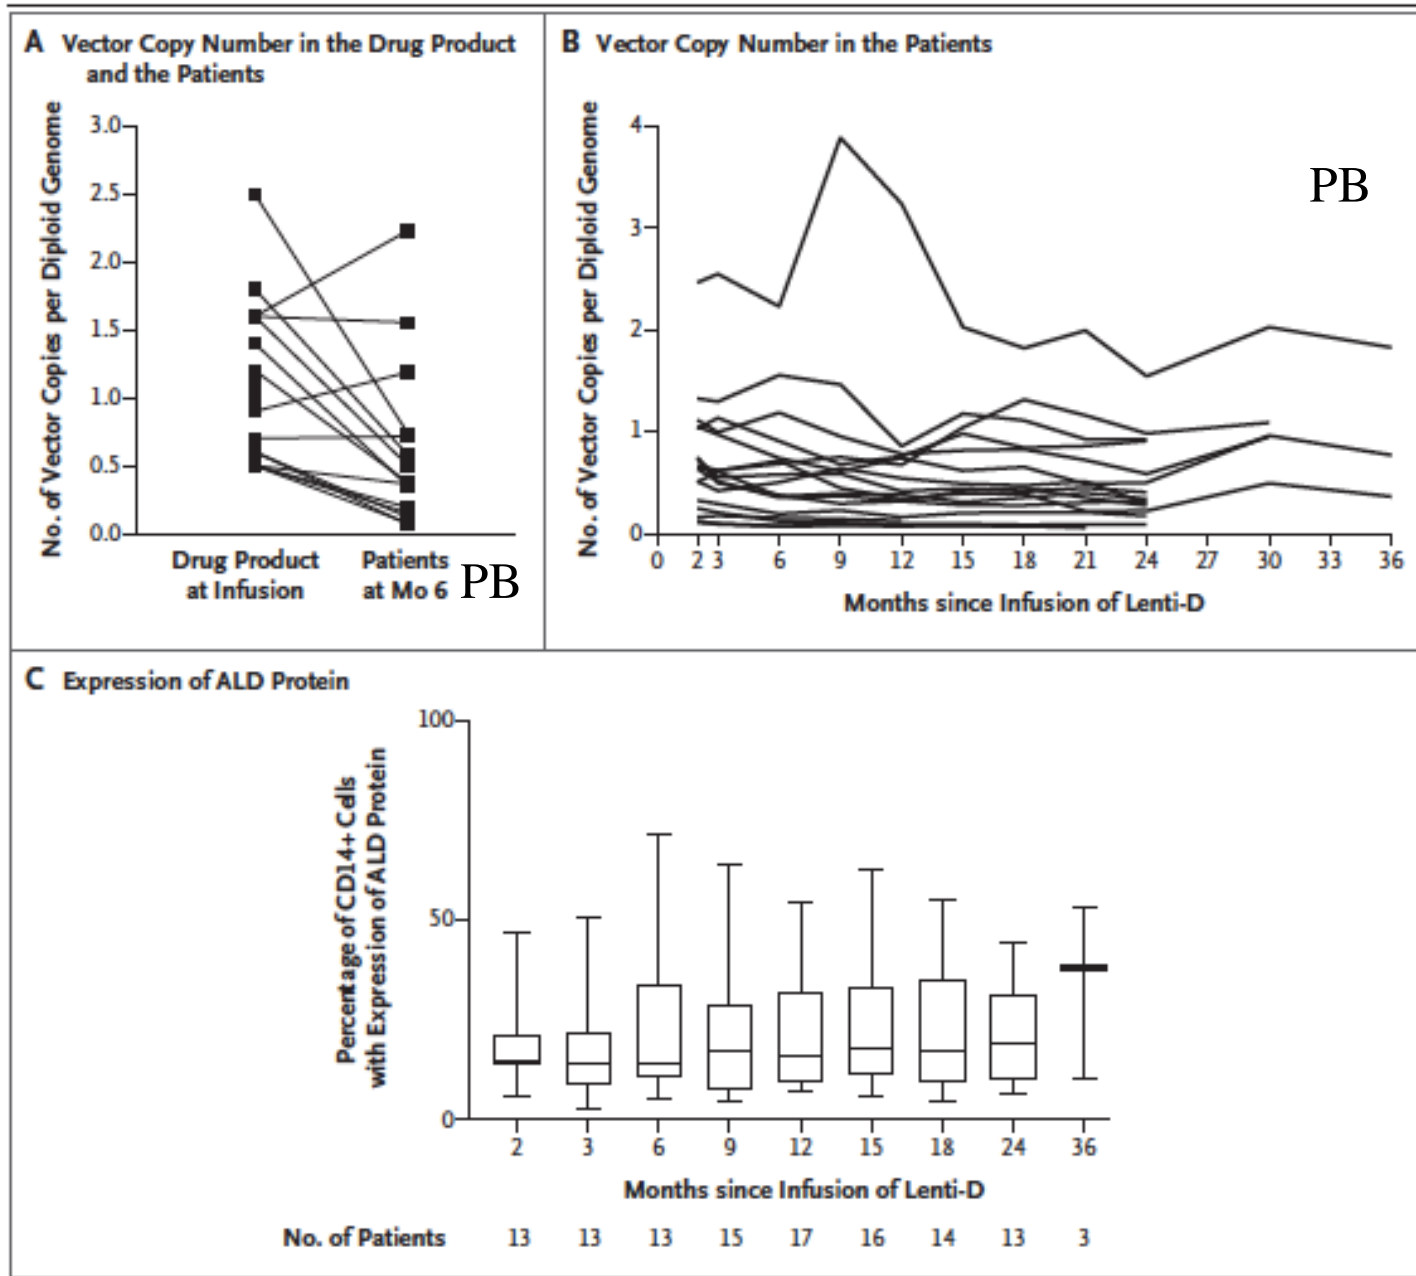 A Vector Copy Number in the Drug Product
and the Patients
No. of Vector Copies per Diploid Genome
3.0
2.5
2.0
1.5
1.0
0.5
0.0
Drug Product
at Infusion
Patients
at Mo 6
PB
B Vector Copy Number in the Patients
No. of Vector Copies per Diploid Genome
4
3
2
1
0
PB
0 2 3 6 9 12 15 18 21 24 27 30 33 36
Months since Infusion of Lenti-D
C Expression of ALD Protein
Percentage of CD14+ Cells
with Expression of ALD Protein
100
50
0
2 3 6 9 12 15 18 24 36
Months since Infusion of Lenti-D
No. of Patients 13 13 13 15 17 16 14 13 3